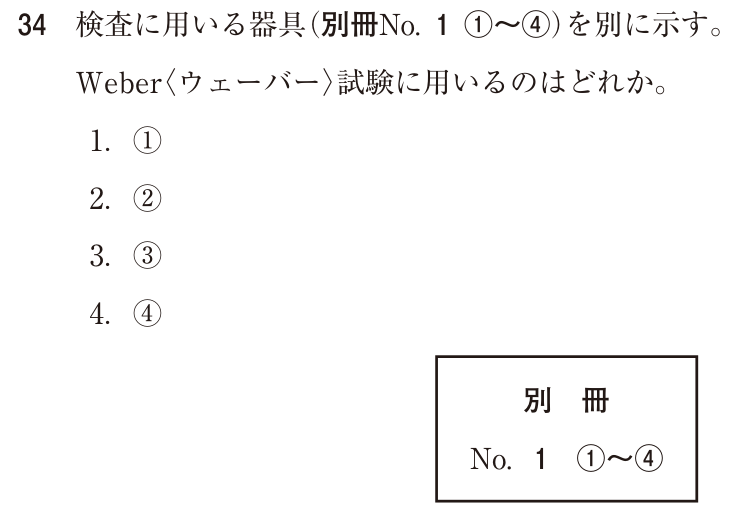 34 検査に用いる器具(別冊No. 1 ①〜④)を別に示す。
Weber〈ウェーバー〉試験に用いるのはどれか。
1. ①
2. ②
3. ③
4. ④
別 冊
No. 1 ①〜④